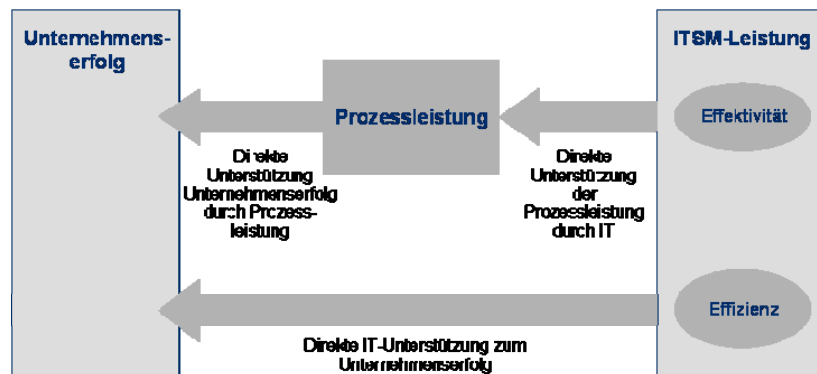 Unternehmens-
erfolg
ITSM-Leistung
Prozessleistung
Effektivität
Direkte
Unterstützung
Unternehmenserfolg
durch Prozess-
leistung
Direkte
Unterstützung
der
Prozessleistung
durch IT
Effizienz
Direkte IT-Unterstützung zum
Unternehmenserfolg